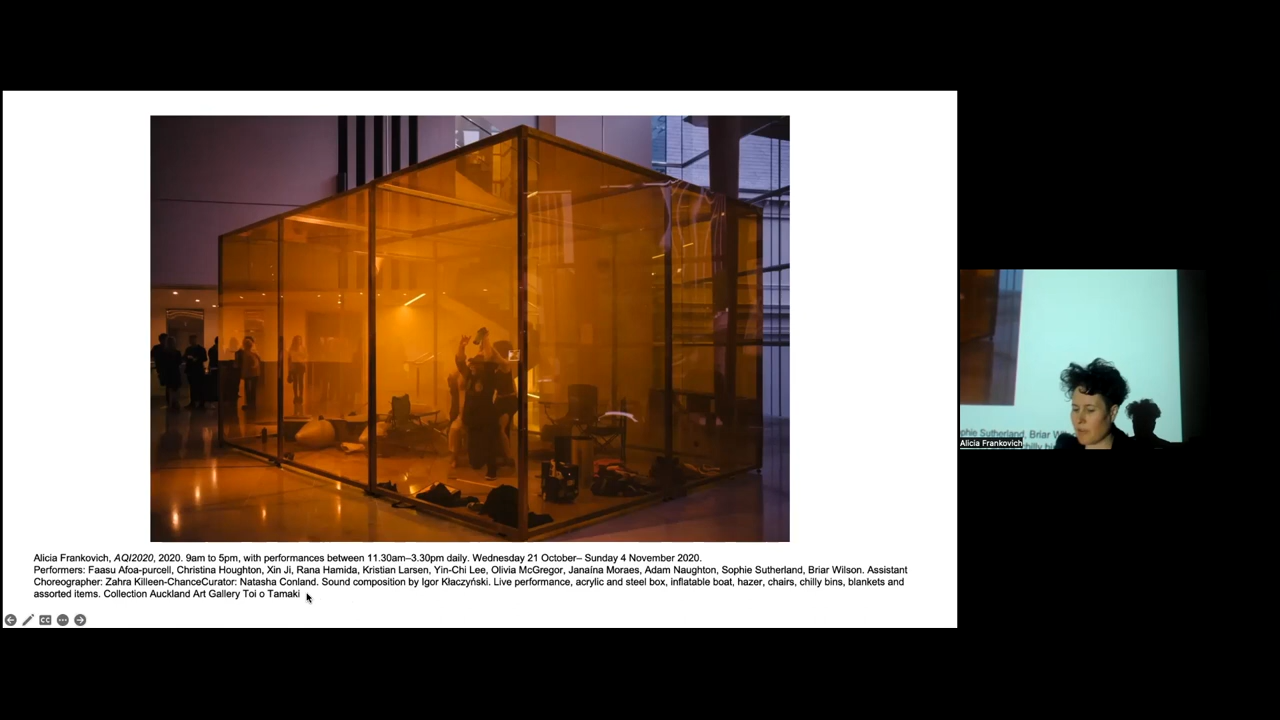 Alicia Frankovich, AQI2020, 2020. 9am to 5pm, with performances between 11.30am–3.30pm daily. Wednesday 21 October– Sunday 4 November 2020.
Performers: Faasu Afoa-purcell, Christina Houghton, Xin Ji, Rana Hamida, Kristian Larsen, Yin-Chi Lee, Olivia McGregor, Janaína Moraes, Adam Naughton, Sophie Sutherland, Briar Wilson. Assistant
Choreographer: Zahra Killeen-ChanceCurator: Natasha Conland. Sound composition by Igor Kłaczyński. Live performance, acrylic and steel box, inflatable boat, hazer, chairs, chilly bins, blankets and
assorted items. Collection Auckland Art Gallery Toi o Tamaki
CC
Sutherland, Briar
Alicia Frankovich